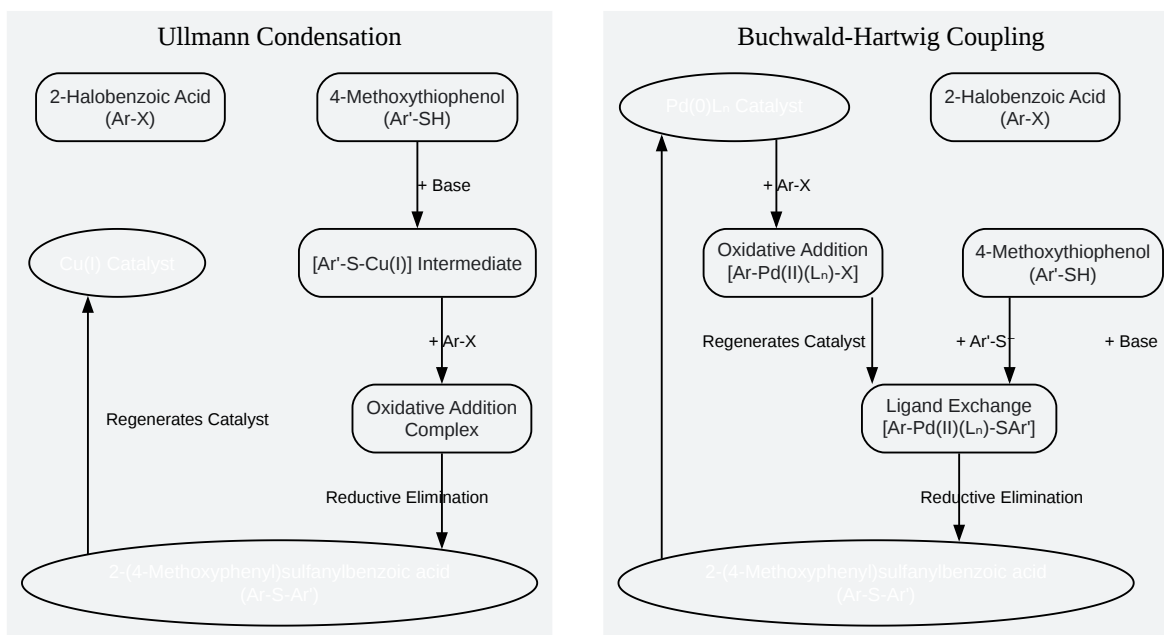 Ullmann Condensation
2-Halobenzoic Acid
(Ar-X)
4-Methoxythiophenol
(Ar'-SH)
+ Base
Cu(I) Catalyst
[Ar'-S-Cu(I)] Intermediate
+ Ar-X
Oxidative Addition
Complex
Regenerates Catalyst
Reductive Elimination
2-(4-Methoxyphenyl)sulfanylbenzoic acid
(Ar-S-Ar')
Buchwald-Hartwig Coupling
Pd(0)Lₙ Catalyst
2-Halobenzoic Acid
(Ar-X)
+ Ar-X
Oxidative Addition
[Ar-Pd(II)(Lₙ)-X]
4-Methoxythiophenol
(Ar'-SH)
Regenerates Catalyst
+ Ar'-S⁻
+ Base
Ligand Exchange
[Ar-Pd(II)(Lₙ)-SAr']
Reductive Elimination
2-(4-Methoxyphenyl)sulfanylbenzoic acid
(Ar-S-Ar')